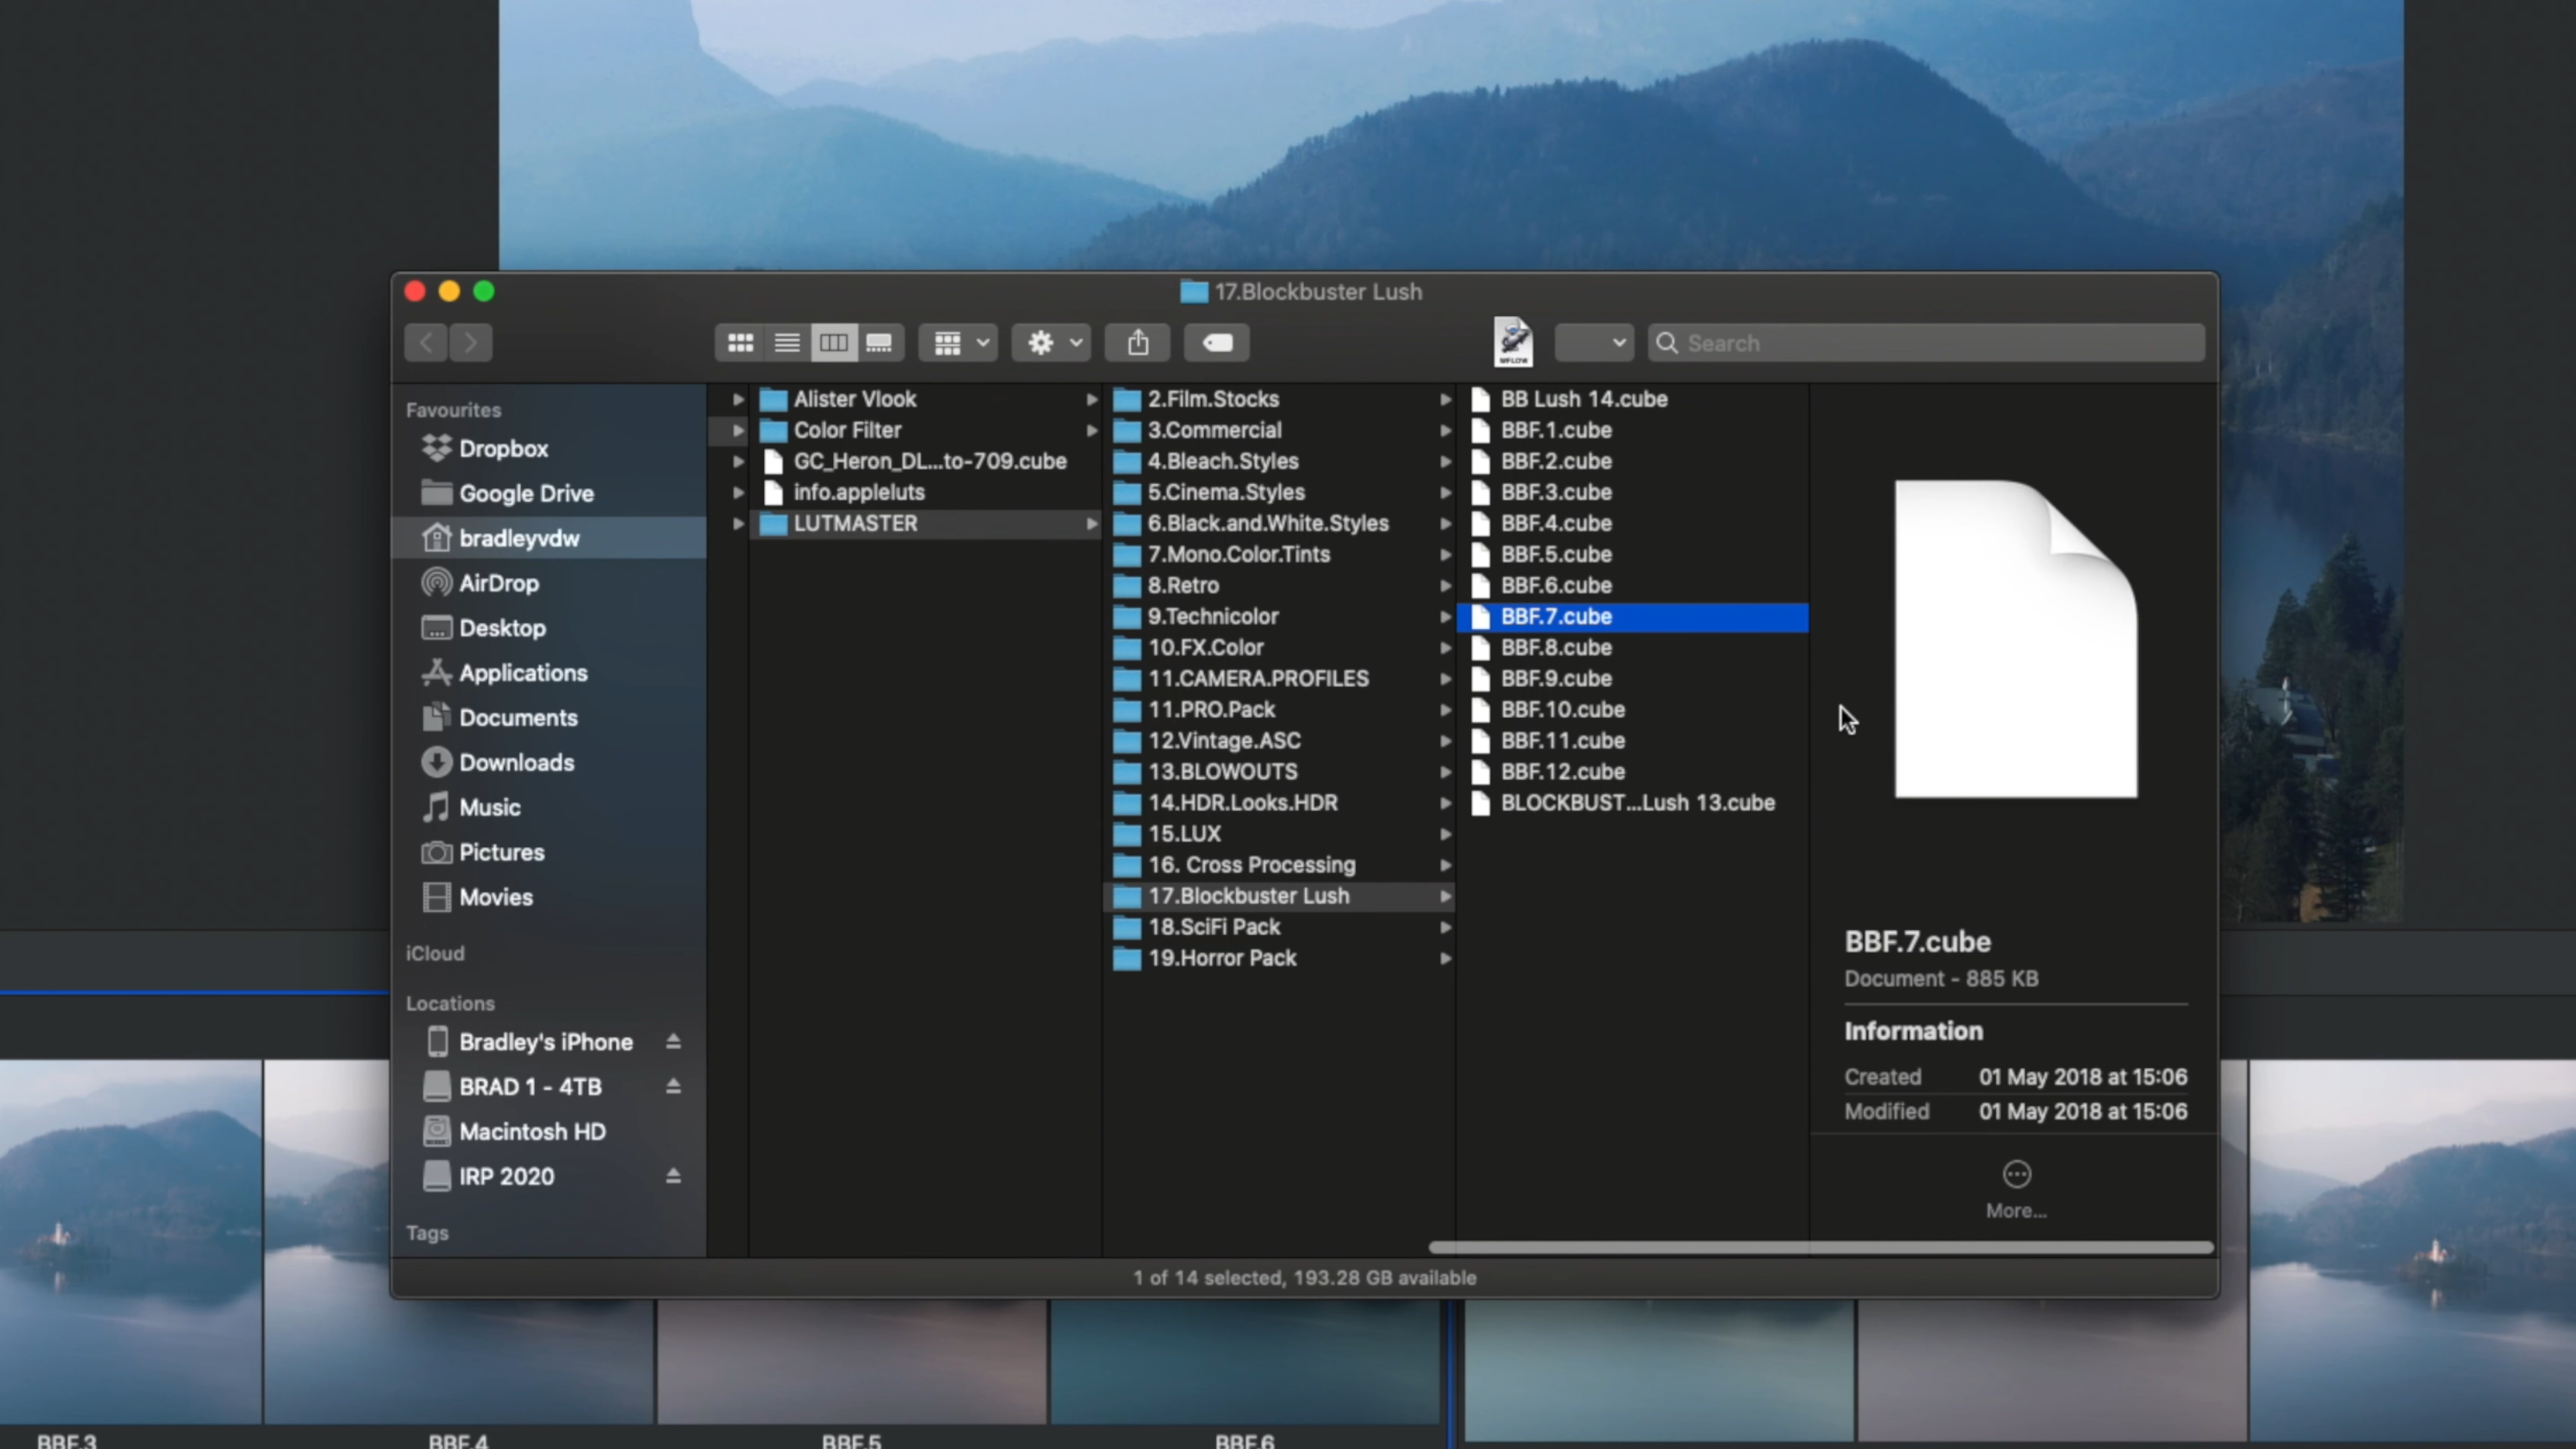 17.Blockbuster Lush
WFLOW
Search
Favourites
Dropbox
Google Drive
bradleyvdw
AirDrop
Desktop
Applications
Documents
Downloads
Music
Pictures
Movies
iCloud
Locations
Bradley's iPhone
BRAD 1 - 4TB
Macintosh HD
IRP 2020
Tags
Alister Vlook
Color Filter
GC_Heron_DL...to-709.cube
info.appleluts
LUTMASTER
2.Film.Stocks
3.Commercial
4.Bleach.Styles
5.Cinema.Styles
6.Black.and.White.Styles
7.Mono.Color.Tints
8.Retro
9.Technicolor
10.FX.Color
11.CAMERA.PROFILES
11.PRO.Pack
12.Vintage.ASC
13.BLOWOUTS
14.HDR.Looks.HDR
15.LUX
16. Cross Processing
17.Blockbuster Lush
18.SciFi Pack
19.Horror Pack
BB Lush 14.cube
BBF.1.cube
BBF.2.cube
BBF.3.cube
BBF.4.cube
BBF.5.cube
BBF.6.cube
BBF.7.cube
BBF.8.cube
BBF.9.cube
BBF.10.cube
BBF.11.cube
BBF.12.cube
BLOCKBUST...Lush 13.cube
BBF.7.cube
Document - 885 KB
Information
Created 01 May 2018 at 15:06
Modified 01 May 2018 at 15:06
More...
1 of 14 selected, 193.28 GB available
BBF.3
BBF.4
BBF.5
BBF.6